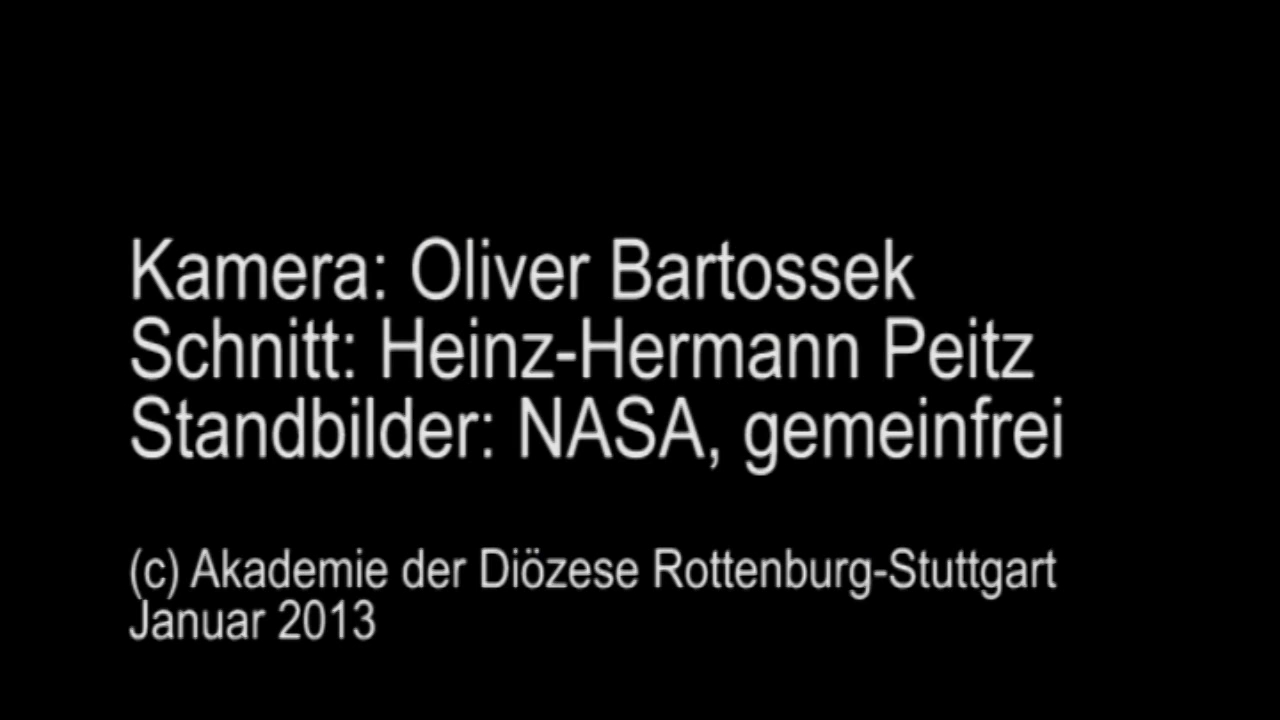 Kamera: Oliver Bartossek
Schnitt: Heinz-Hermann Peitz
Standbilder: NASA, gemeinfrei
(c) Akademie der Diözese Rottenburg-Stuttgart
Januar 2013